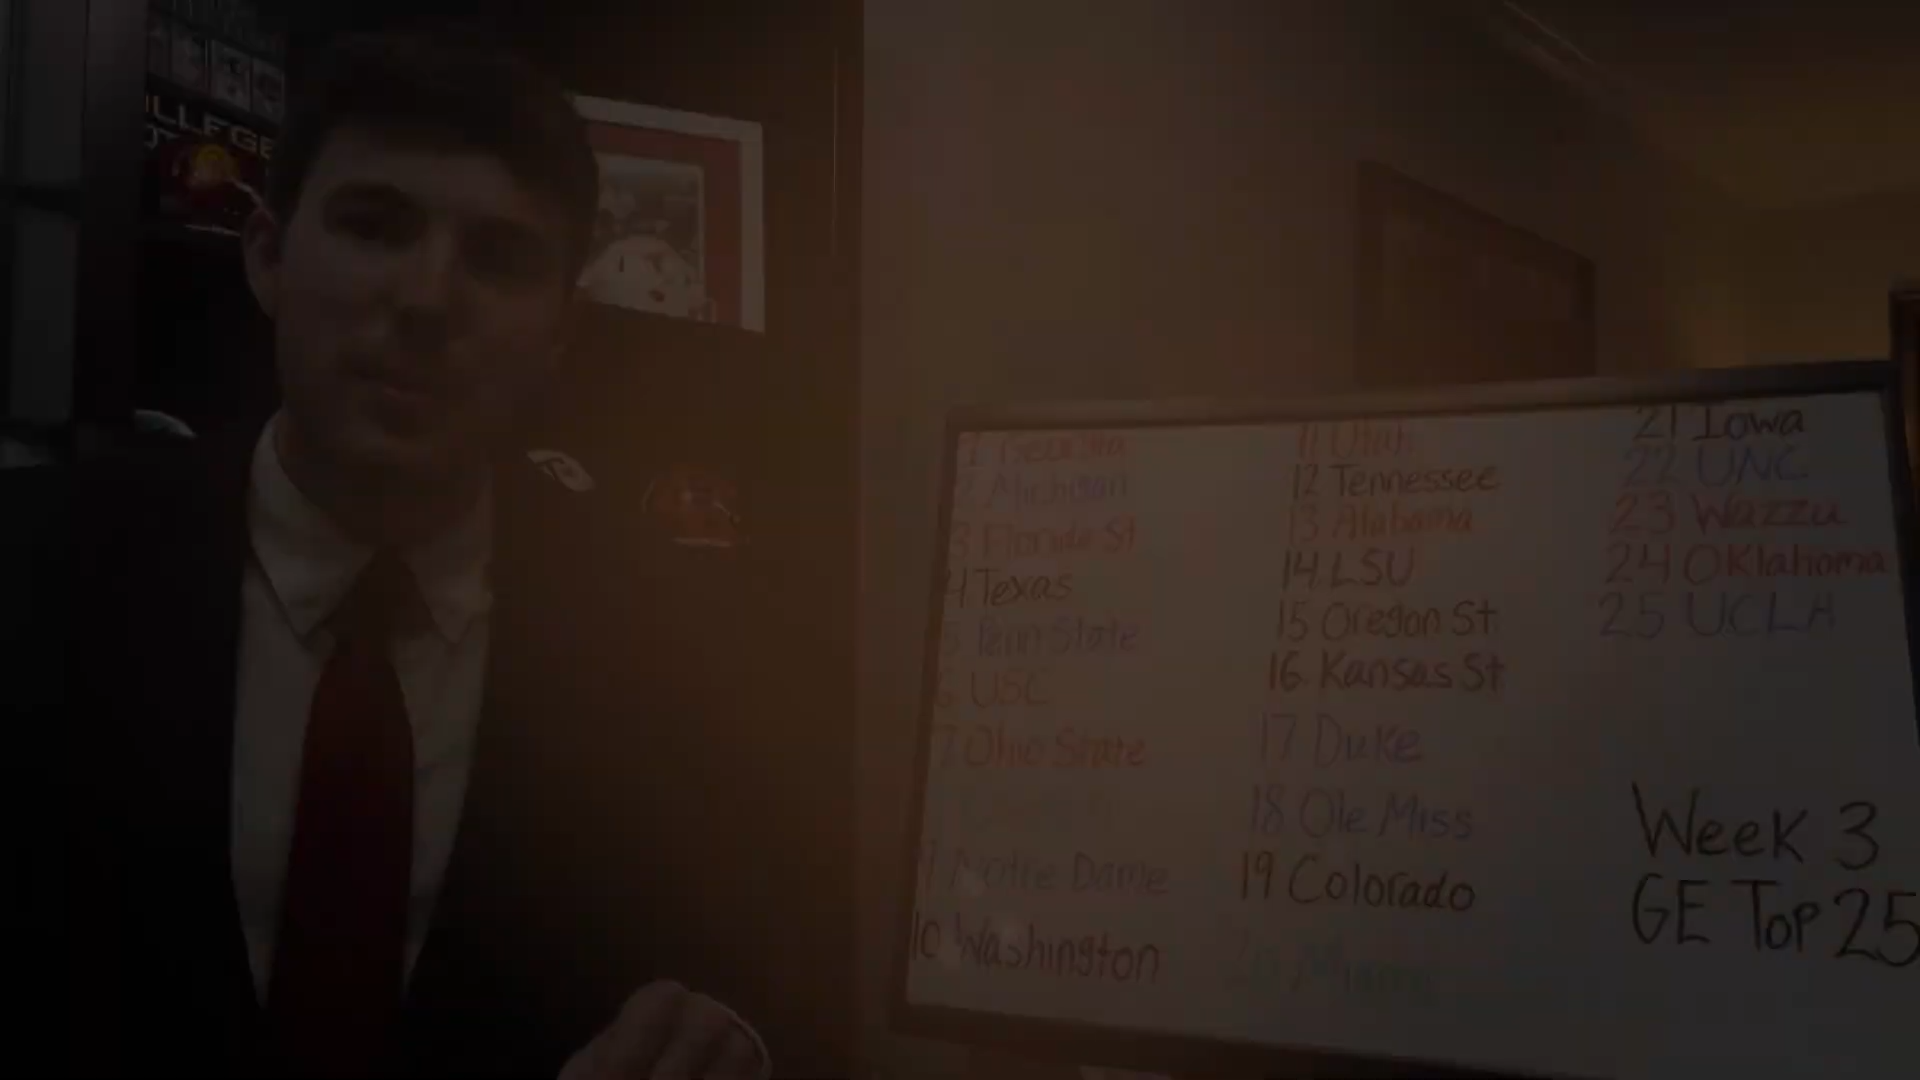 LLEGE
1 Georgia
2 Michigan
3 Florida St
4 Texas
5 Penn State
6 USC
7 Ohio State
9 Notre Dame
10 Washington
11 Utah
12 Tennessee
13 Alabama
14 LSU
15 Oregon St.
16 Kansas St
17 Duke
18 Ole Miss
19 Colorado
20 Miami
21 Iowa
22 UNC
23 Wazzu
24 Oklahoma
25 UCLA
Week 3
GE Top 25